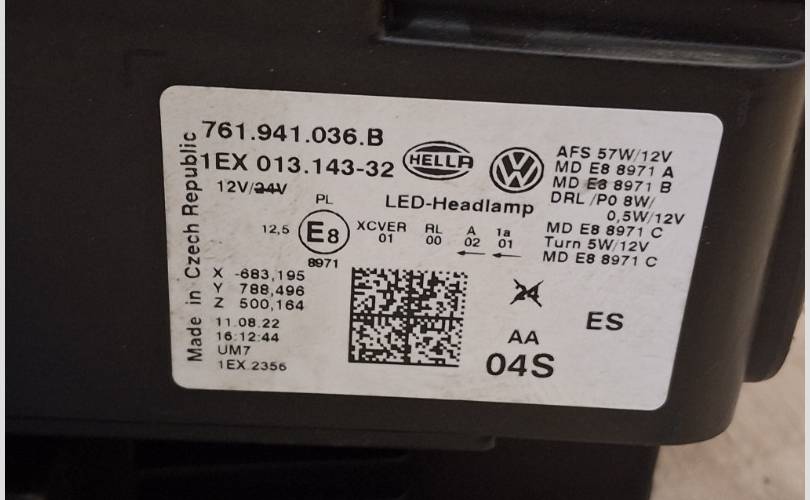 Made in Czech Republic
761.941.036.B
1EX 013.143-32
HELLA
VW
12V/24V
LED-Headlamp
PL
12,5
E8
8971
XCVER RL A 1a
01 00 02 01
AFS 57W/12V
MD E8 8971 A
MD E8 8971 B
DRL /P0 8W/
0,5W/12V
MD E8 8971 C
Turn 5W/12V
MD E8 8971 C
X -683,195
Y 788,496
Z 500,164
11.08.22
16:12:44
UM7
1EX.2356
24
AA
04S
ES